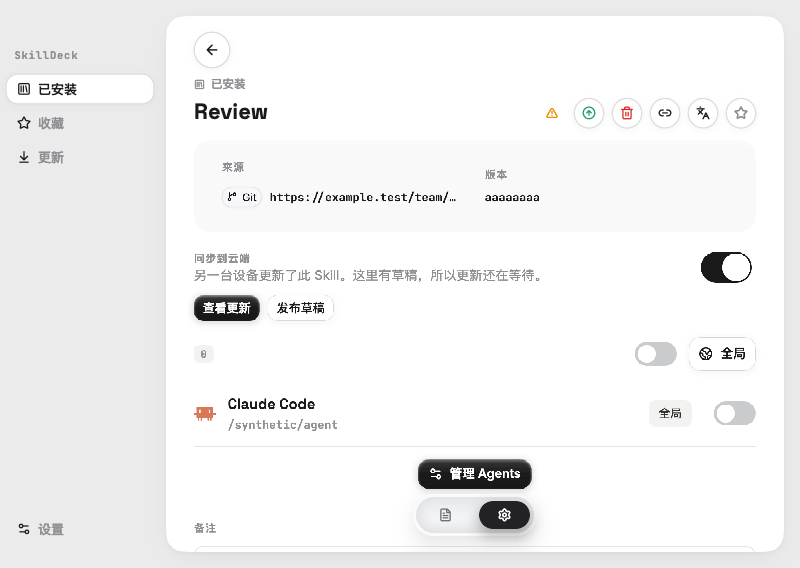 SkillDeck
已安装
收藏
更新
设置
已安装
Review
来源
Git https://example.test/team/…
版本
aaaaaaaa
同步到云端
另一台设备更新了此 Skill。这里有草稿，所以更新还在等待。
查看更新
发布草稿
0
全局
Claude Code
/synthetic/agent
全局
管理 Agents
备注